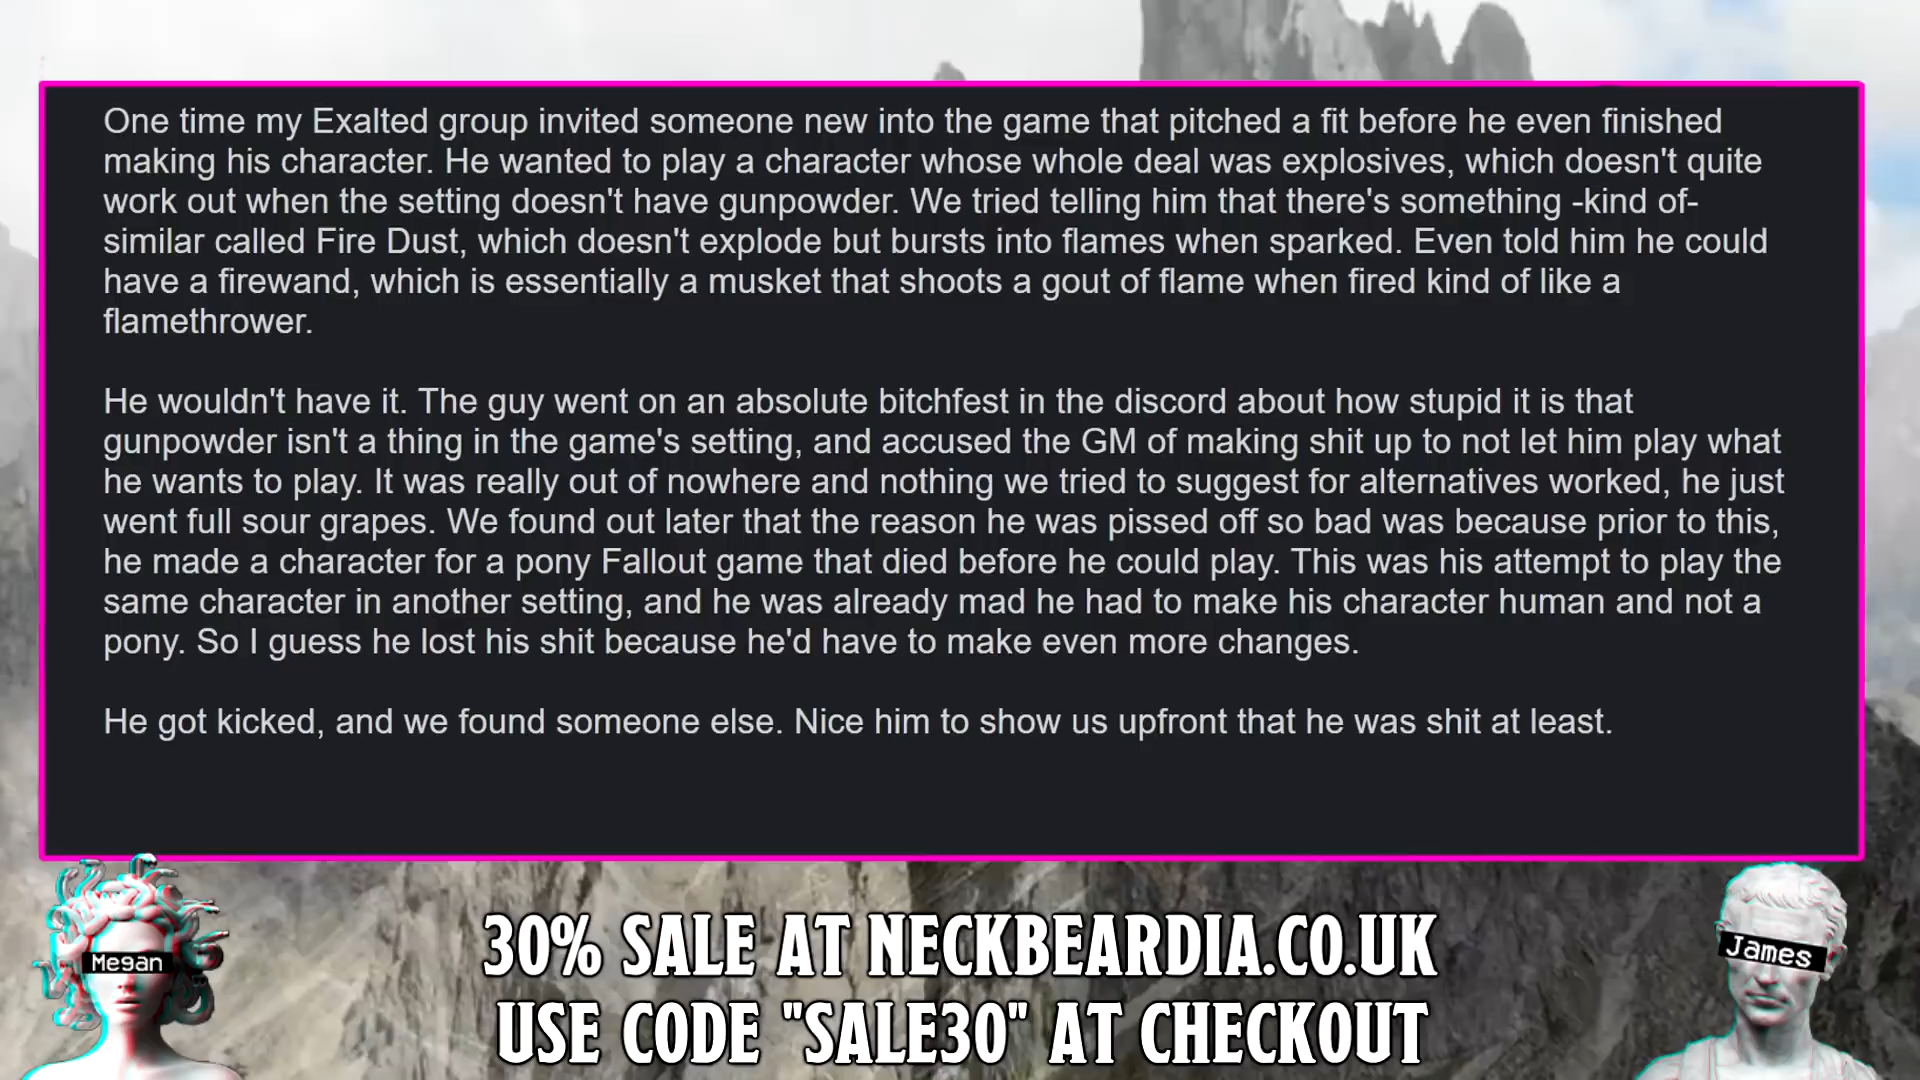 One time my Exalted group invited someone new into the game that pitched a fit before he even finished
making his character. He wanted to play a character whose whole deal was explosives, which doesn't quite
work out when the setting doesn't have gunpowder. We tried telling him that there's something -kind of-
similar called Fire Dust, which doesn't explode but bursts into flames when sparked. Even told him he could
have a firewand, which is essentially a musket that shoots a gout of flame when fired kind of like a
flamethrower.
He wouldn't have it. The guy went on an absolute bitchfest in the discord about how stupid it is that
gunpowder isn't a thing in the game's setting, and accused the GM of making shit up to not let him play what
he wants to play. It was really out of nowhere and nothing we tried to suggest for alternatives worked, he just
went full sour grapes. We found out later that the reason he was pissed off so bad was because prior to this,
he made a character for a pony Fallout game that died before he could play. This was his attempt to play the
same character in another setting, and he was already mad he had to make his character human and not a
pony. So I guess he lost his shit because he'd have to make even more changes.
He got kicked, and we found someone else. Nice him to show us upfront that he was shit at least.
Megan
James
30% SALE AT NECKBEARDIA.CO.UK
USE CODE "SALE30" AT CHECKOUT